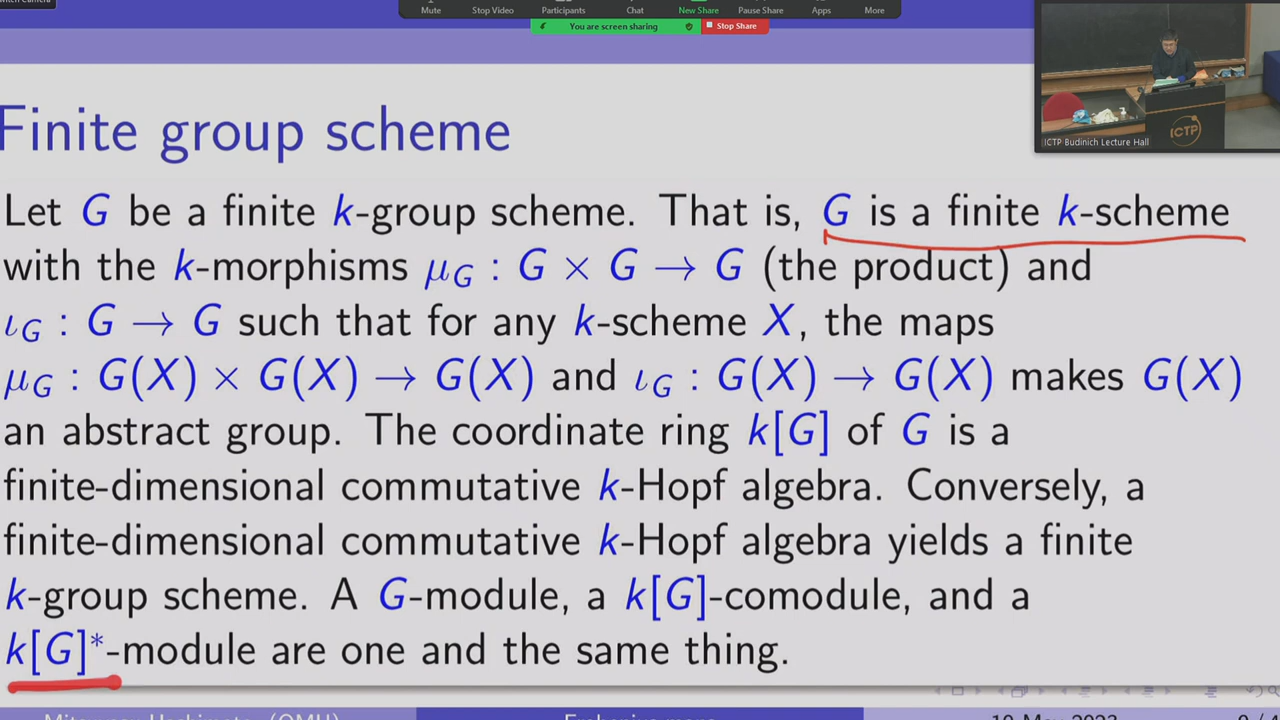 Mute Stop Video Participants Chat New Share Pause Share Apps More
You are screen sharing Stop Share
Finite group scheme
ICTP
ICTP Budinich Lecture Hall
Let G be a finite k-group scheme. That is, G is a finite k-scheme
with the k-morphisms μ_G : G × G → G (the product) and
ι_G : G → G such that for any k-scheme X, the maps
μ_G : G(X) × G(X) → G(X) and ι_G : G(X) → G(X) makes G(X)
an abstract group. The coordinate ring k[G] of G is a
finite-dimensional commutative k-Hopf algebra. Conversely, a
finite-dimensional commutative k-Hopf algebra yields a finite
k-group scheme. A G-module, a k[G]-comodule, and a
k[G]*-module are one and the same thing.